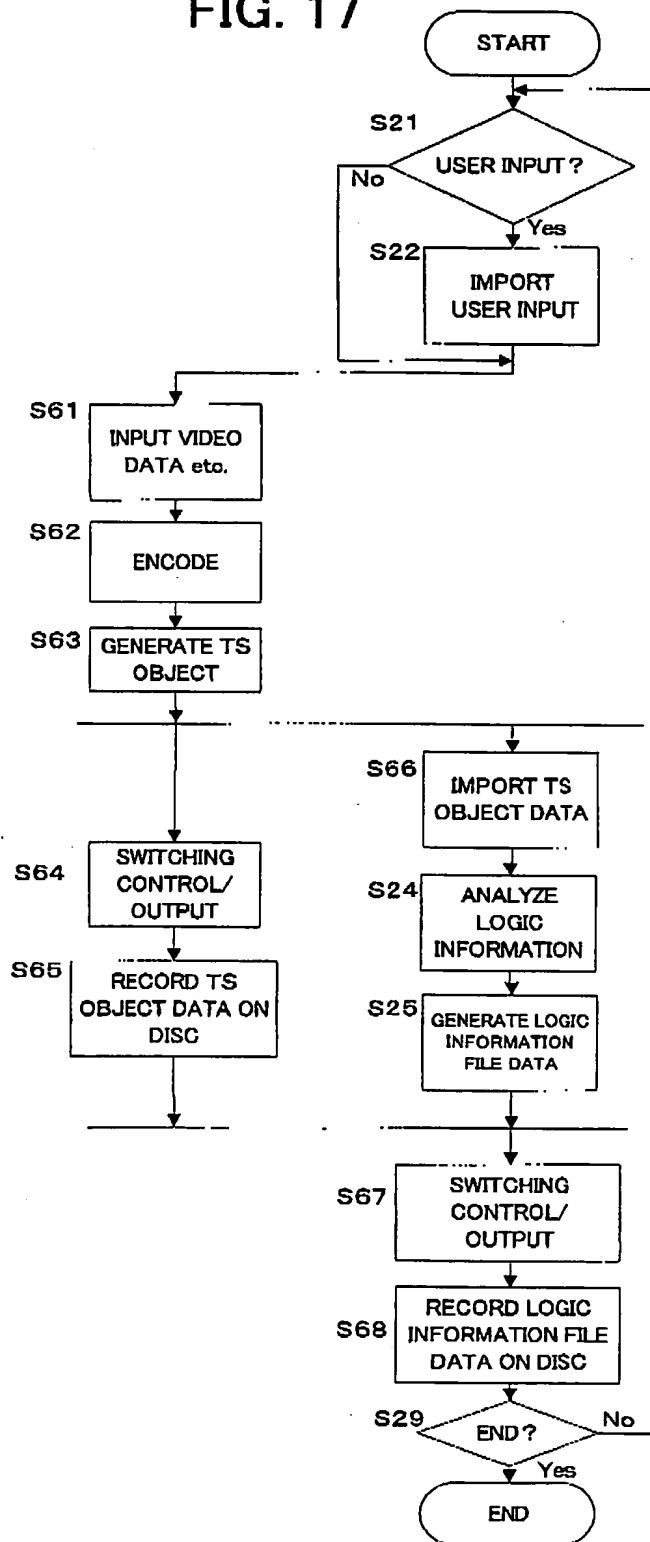 FIG. 17
START
S21
USER INPUT?
No
Yes
S22
IMPORT
USER INPUT
S61
INPUT VIDEO
DATA etc.
S62
ENCODE
S63
GENERATE TS
OBJECT
S66
IMPORT TS
OBJECT DATA
S64
SWITCHING
CONTROL/
OUTPUT
S24
ANALYZE
LOGIC
INFORMATION
S65
RECORD TS
OBJECT DATA ON
DISC
S25
GENERATE LOGIC
INFORMATION
FILE DATA
S67
SWITCHING
CONTROL/
OUTPUT
S68
RECORD LOGIC
INFORMATION FILE
DATA ON DISC
S29
END?
No
Yes
END